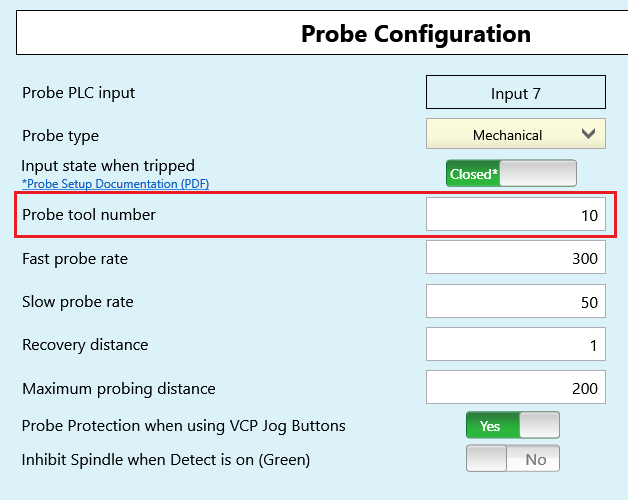 Probe Configuration
Probe PLC input Input 7
Probe type Mechanical
Input state when tripped Closed*
*Probe Setup Documentation (PDF)
Probe tool number 10
Fast probe rate 300
Slow probe rate 50
Recovery distance 1
Maximum probing distance 200
Probe Protection when using VCP Jog Buttons Yes
Inhibit Spindle when Detect is on (Green) No